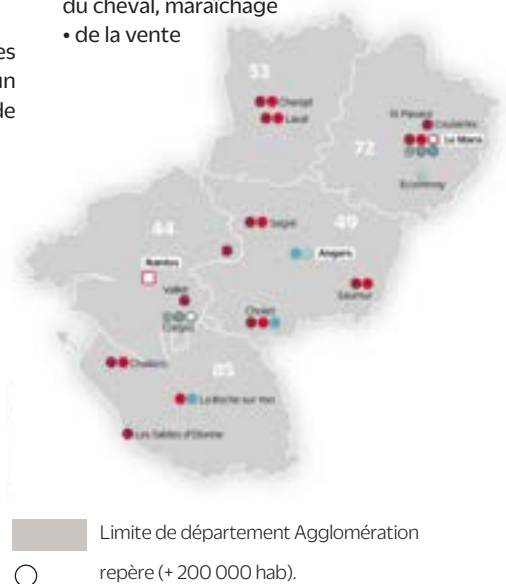 du cheval, maraîchage
• de la vente
es
un
de
53
Laval
72
Coulaines
Le Mans
Ecommoy
44
Segré
49
Angers
Nantes
Vallet
Saumur
Cholet
Challans
85
La Roche sur Yon
Les Sables d'Olonne
Limite de département Agglomération
repère (+ 200 000 hab).